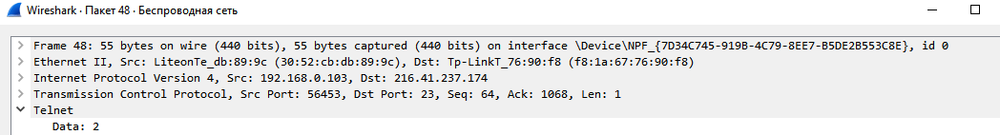 Wireshark · Пакет 48 · Беспроводная сеть
Frame 48: 55 bytes on wire (440 bits), 55 bytes captured (440 bits) on interface \Device\NPF_{7D34C745-919B-4C79-8EE7-B5DE2B553C8E}, id 0
Ethernet II, Src: LiteonTe_db:89:9c (30:52:cb:db:89:9c), Dst: Tp-LinkT_76:90:f8 (f8:1a:67:76:90:f8)
Internet Protocol Version 4, Src: 192.168.0.103, Dst: 216.41.237.174
Transmission Control Protocol, Src Port: 56453, Dst Port: 23, Seq: 64, Ack: 1068, Len: 1
Telnet
Data: 2